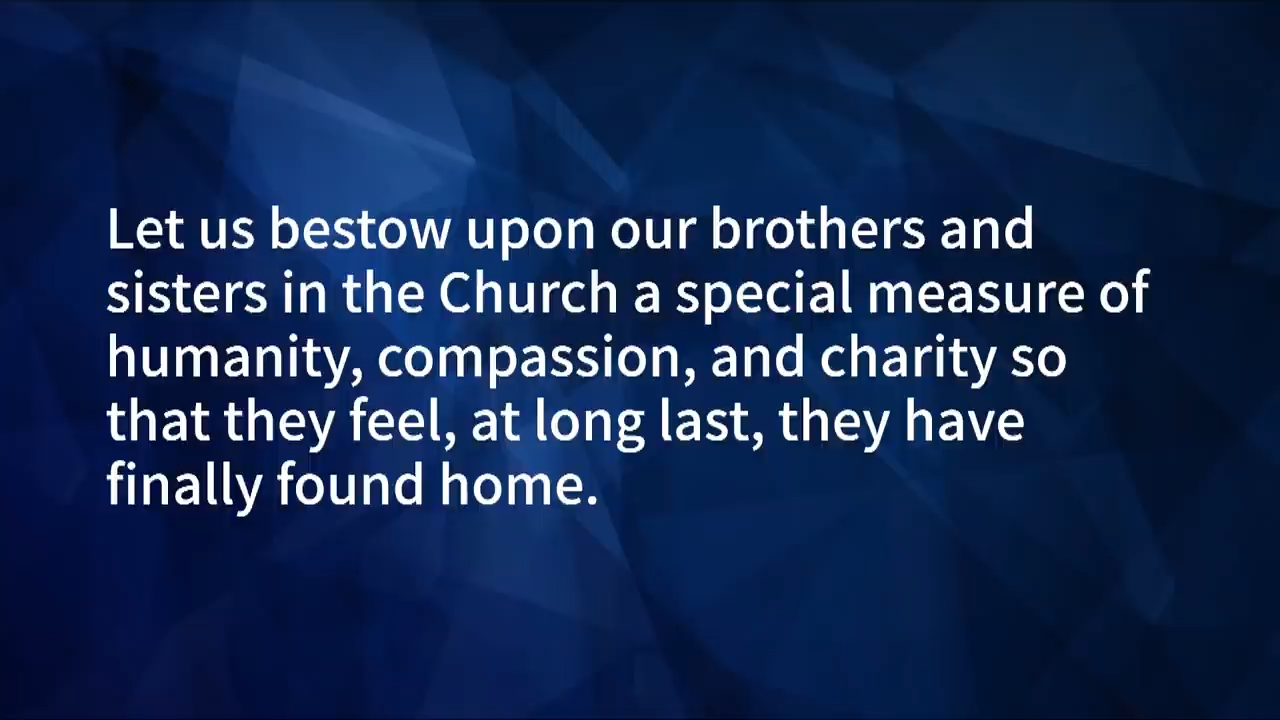 Let us bestow upon our brothers and
sisters in the Church a special measure of
humanity, compassion, and charity so
that they feel, at long last, they have
finally found home.